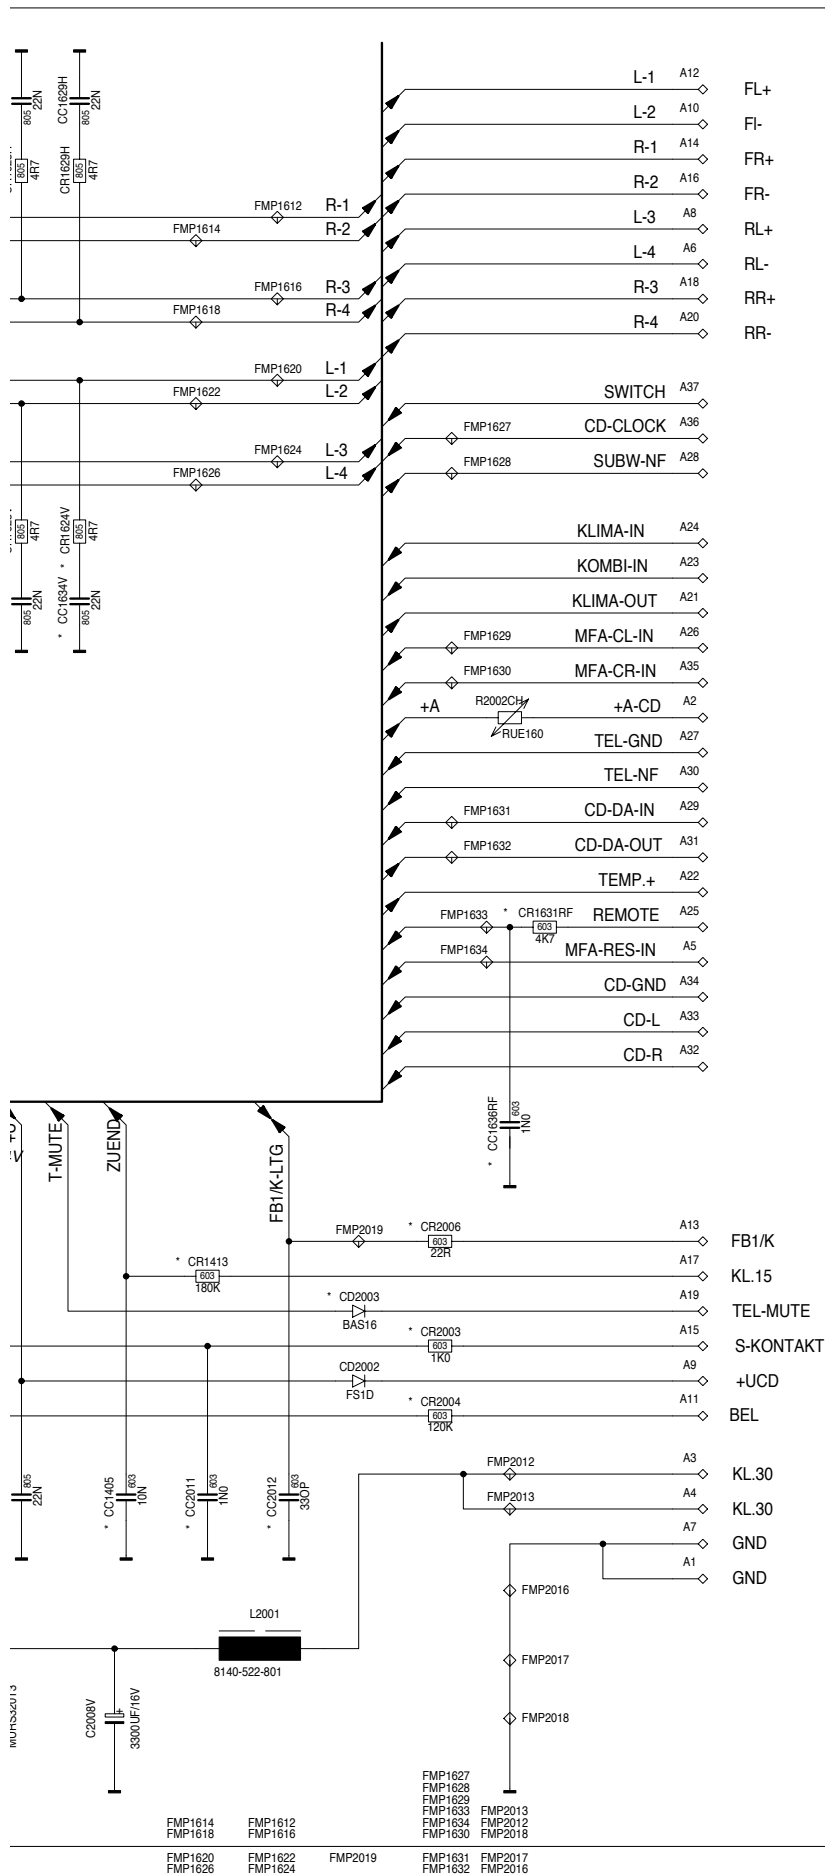 L-1 A12 FL+
L-2 A10 Fl-
R-1 A14 FR+
R-2 A16 FR-
L-3 A8 RL+
L-4 A6 RL-
R-3 A18 RR+
R-4 A20 RR-
22N
805
CC1629H
22N
805
805
4R7
CR1629H
805
4R7
FMP1612 R-1
FMP1614 R-2
FMP1616 R-3
FMP1618 R-4
FMP1620 L-1
FMP1622 L-2
FMP1624 L-3
FMP1626 L-4
SWITCH A37
FMP1627 CD-CLOCK A36
FMP1628 SUBW-NF A28
805
4R7
* CR1624V
805
4R7
805
22N
* CC1634V
805
22N
KLIMA-IN A24
KOMBI-IN A23
KLIMA-OUT A21
FMP1629 MFA-CL-IN A26
FMP1630 MFA-CR-IN A35
+A R2002CH RUE160 +A-CD A2
TEL-GND A27
TEL-NF A30
FMP1631 CD-DA-IN A29
FMP1632 CD-DA-OUT A31
TEMP.+ A22
FMP1633 * CR1631RF 603 4K7 REMOTE A25
FMP1634 MFA-RES-IN A5
CD-GND A34
CD-L A33
CD-R A32
* CC1636RF 603 1N0
T-MUTE
ZUEND
FB1/K-LTG
FMP2019 * CR2006 603 22R A13 FB1/K
* CR1413 603 180K A17 KL.15
* CD2003 BAS16 A19 TEL-MUTE
* CR2003 603 1K0 A15 S-KONTAKT
CD2002 FS1D A9 +UCD
* CR2004 603 120K A11 BEL
805
22N
* CC1405 603 10N
* CC2011 603 1N0
* CC2012 603 33OP
FMP2012 A3 KL.30
FMP2013 A4 KL.30
A7 GND
A1 GND
FMP2016
L2001
8140-522-801
FMP2017
MURS320T3
C2008V
+
3300UF/16V
FMP2018
FMP1627
FMP1628
FMP1629
FMP1614 FMP1612 FMP1633 FMP2013
FMP1618 FMP1616 FMP1634 FMP2012
FMP1630 FMP2018
FMP1620 FMP1622 FMP2019 FMP1631 FMP2017
FMP1626 FMP1624 FMP1632 FMP2016